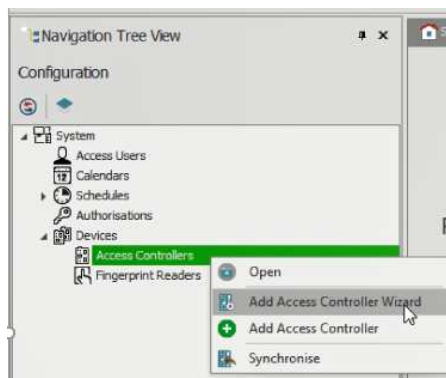 Navigation Tree View
Configuration
System
Access Users
12
Calendars
Schedules
Authorisations
Devices
Access Controllers
Fingerprint Readers
Open
Add Access Controller Wizard
Add Access Controller
Synchronise